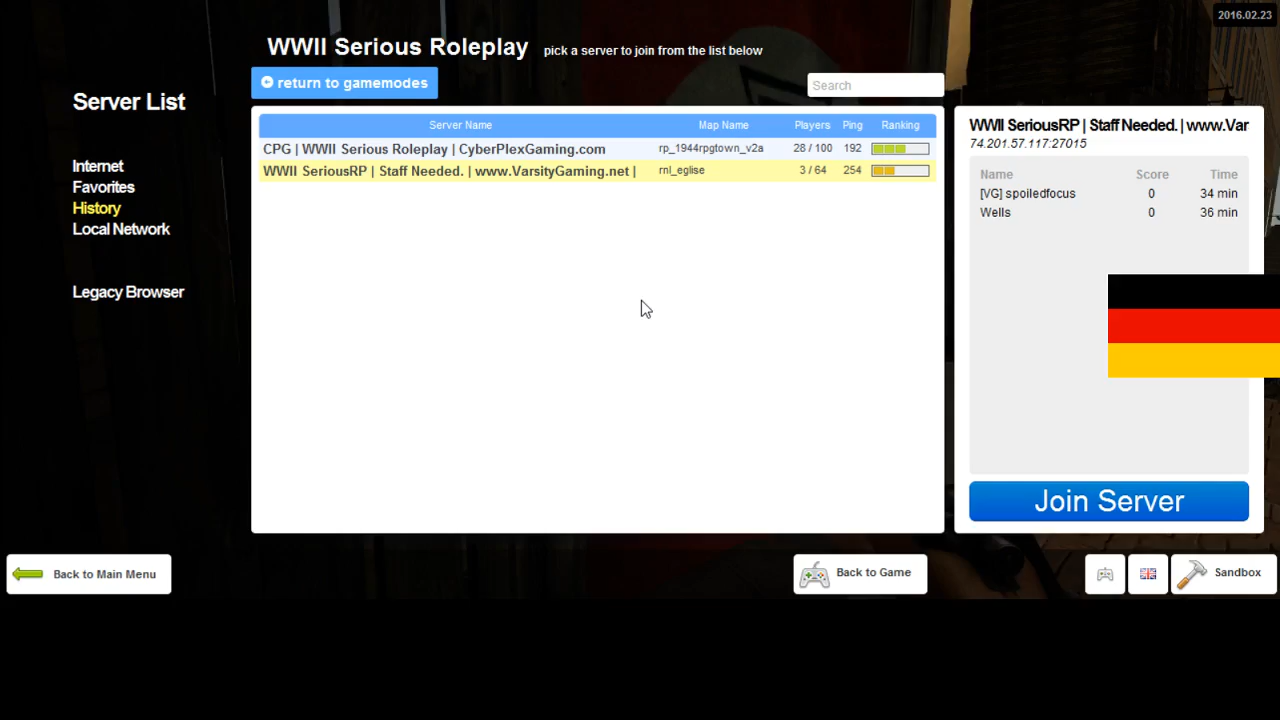 2016.02.23
WWII Serious Roleplay pick a server to join from the list below
return to gamemodes
Search
Server List
Internet
Favorites
History
Local Network
Legacy Browser
Server Name Map Name Players Ping Ranking
CPG | WWII Serious Roleplay | CyberPlexGaming.com rp_1944rpgtown_v2a 28 / 100 192
WWII SeriousRP | Staff Needed. | www.VarsityGaming.net | rnl_eglise 3 / 64 254
WWII SeriousRP | Staff Needed. | www.Var
74.201.57.117:27015
Name Score Time
[VG] spoiledfocus 0 34 min
Wells 0 36 min
Join Server
Back to Main Menu
Back to Game
Sandbox